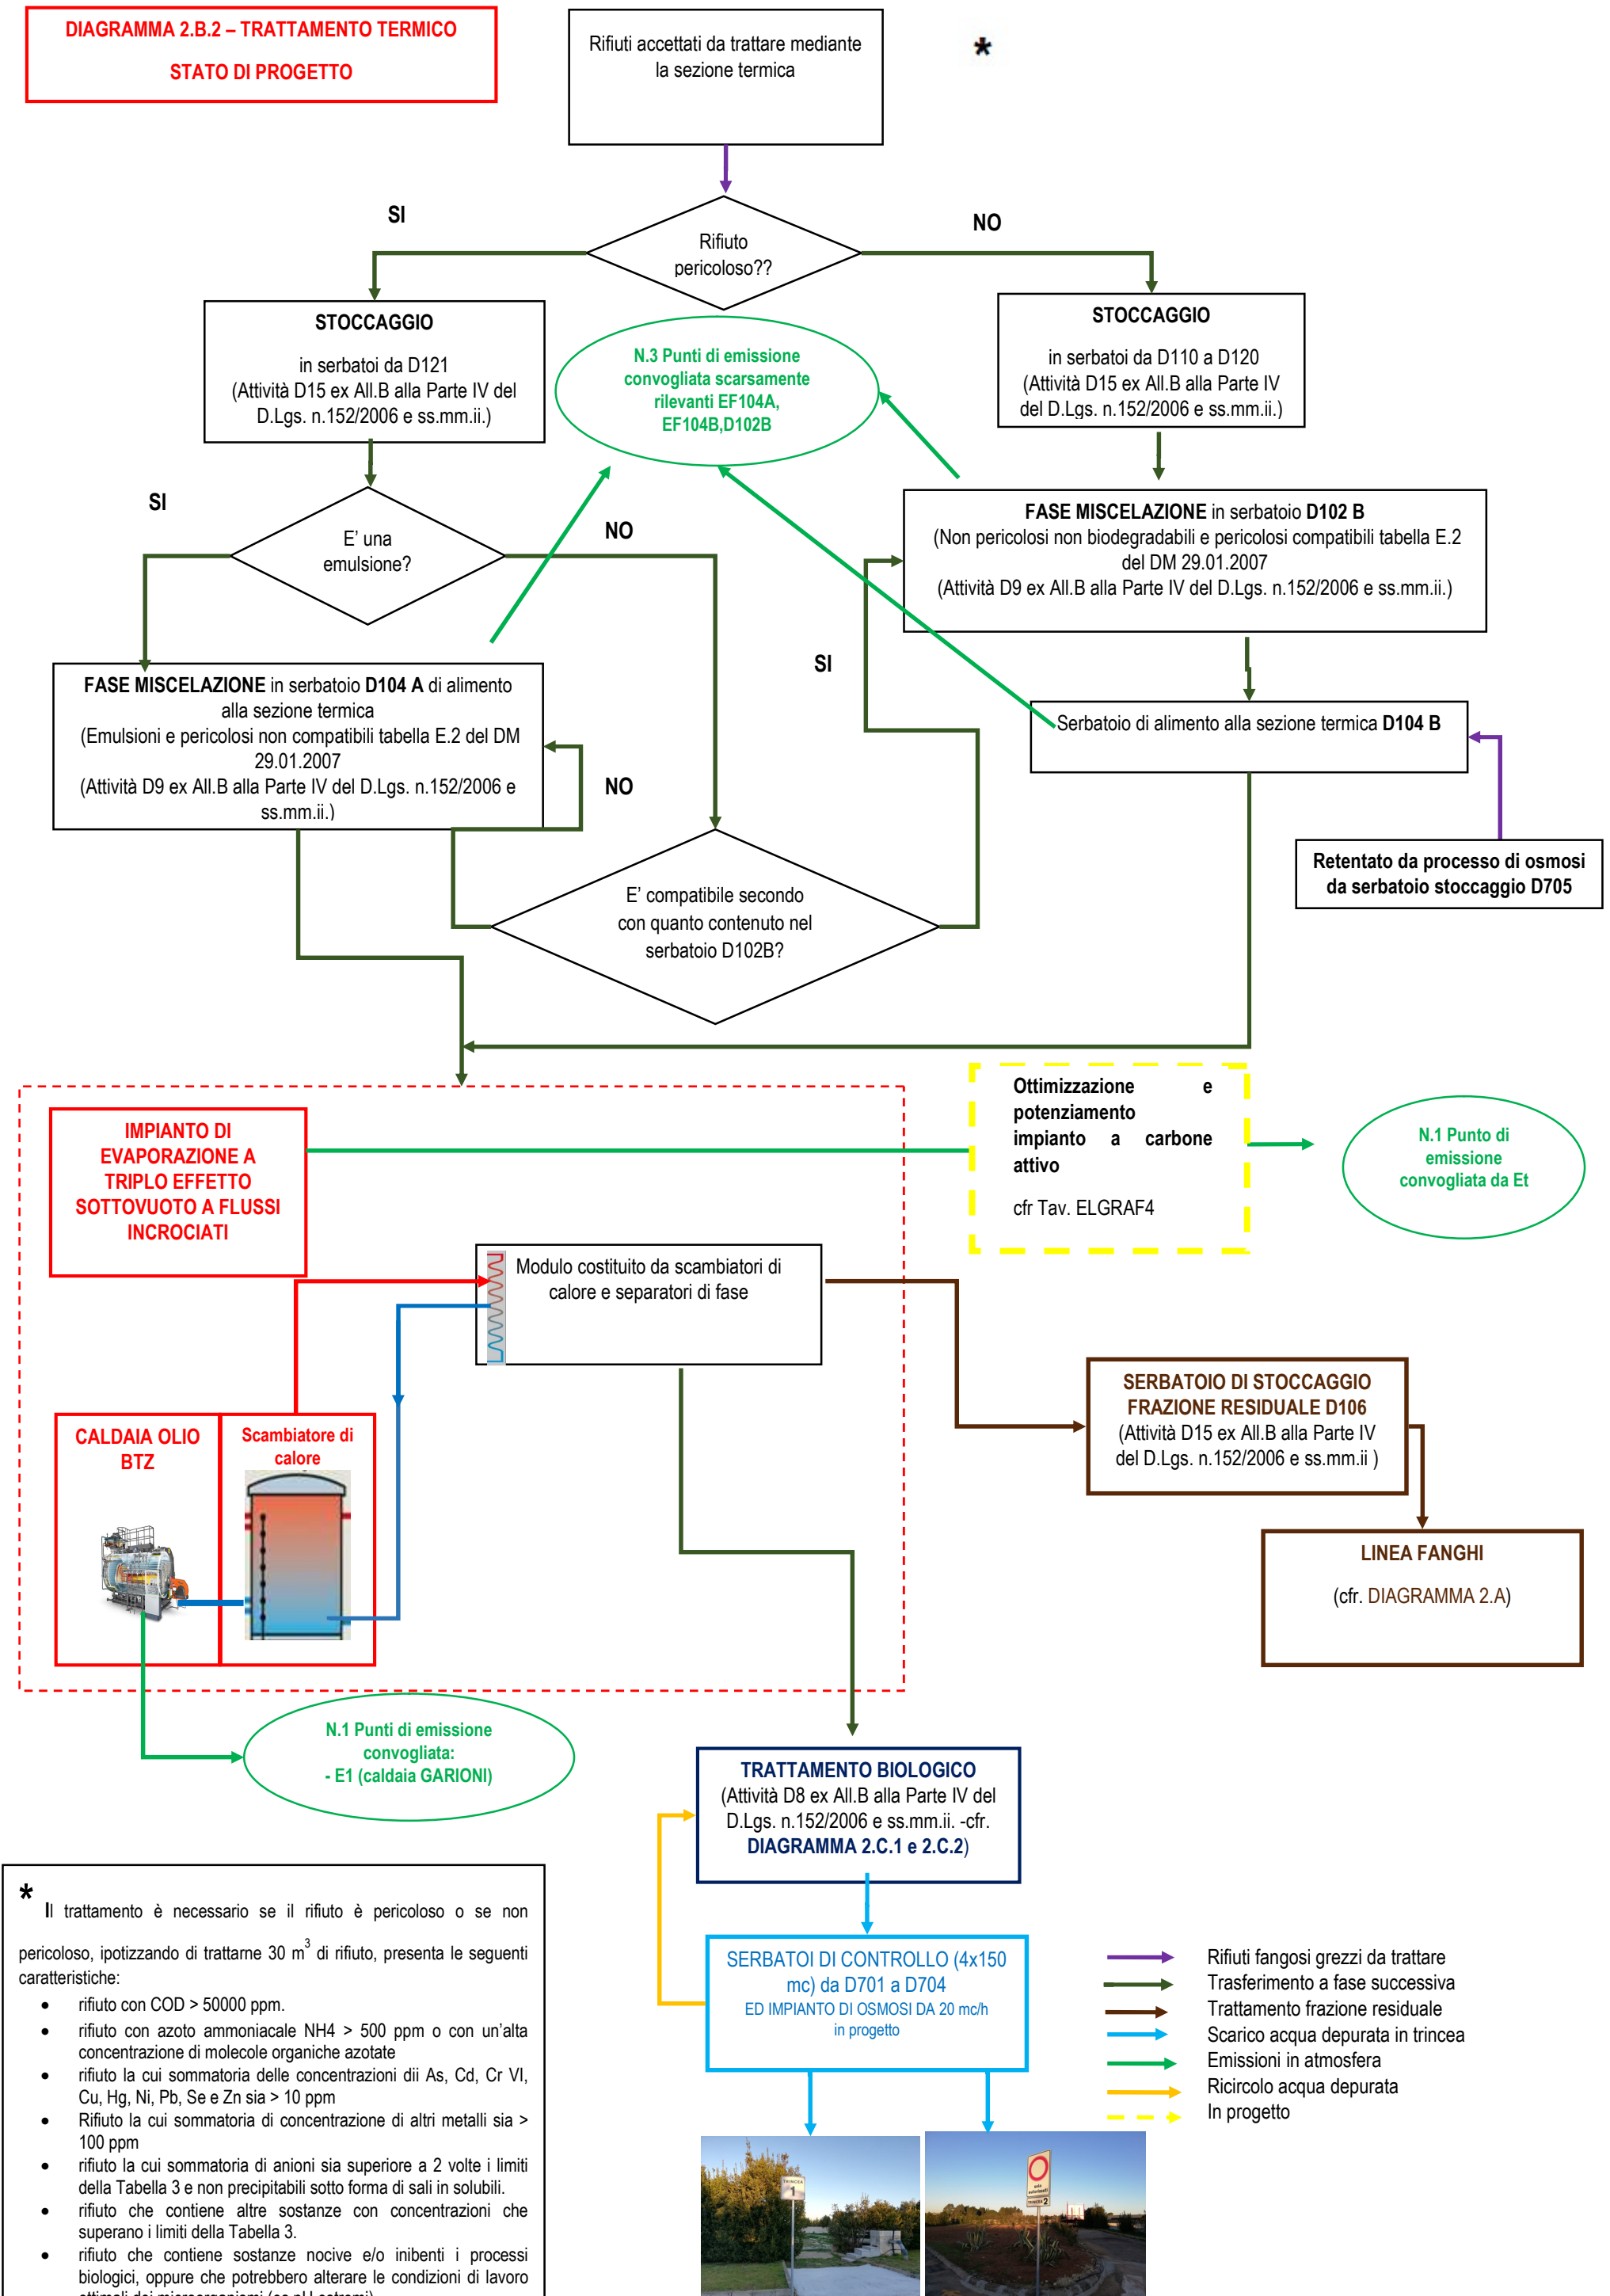 DIAGRAMMA 2.B.2 – TRATTAMENTO TERMICO
STATO DI PROGETTO
Rifiuti accettati da trattare mediante
la sezione termica
*
Rifiuto
pericoloso??
SI
NO
STOCCAGGIO
in serbatoi da D121
(Attività D15 ex All.B alla Parte IV del
D.Lgs. n.152/2006 e ss.mm.ii.)
N.3 Punti di emissione
convogliata scarsamente
rilevanti EF104A,
EF104B,D102B
STOCCAGGIO
in serbatoi da D110 a D120
(Attività D15 ex All.B alla Parte IV
del D.Lgs. n.152/2006 e ss.mm.ii.)
SI
E' una
emulsione?
NO
FASE MISCELAZIONE in serbatoio D102 B
(Non pericolosi non biodegradabili e pericolosi compatibili tabella E.2
del DM 29.01.2007
(Attività D9 ex All.B alla Parte IV del D.Lgs. n.152/2006 e ss.mm.ii.)
SI
FASE MISCELAZIONE in serbatoio D104 A di alimento
alla sezione termica
(Emulsioni e pericolosi non compatibili tabella E.2 del DM
29.01.2007
(Attività D9 ex All.B alla Parte IV del D.Lgs. n.152/2006 e
ss.mm.ii.)
NO
Serbatoio di alimento alla sezione termica D104 B
Retentato da processo di osmosi
da serbatoio stoccaggio D705
E' compatibile secondo
con quanto contenuto nel
serbatoio D102B?
IMPIANTO DI
EVAPORAZIONE A
TRIPLO EFFETTO
SOTTOVUOTO A FLUSSI
INCROCIATI
Ottimizzazione e
potenziamento
impianto a carbone
attivo
cfr Tav. ELGRAF4
N.1 Punto di
emissione
convogliata da Et
Modulo costituito da scambiatori di
calore e separatori di fase
SERBATOIO DI STOCCAGGIO
FRAZIONE RESIDUALE D106
(Attività D15 ex All.B alla Parte IV
del D.Lgs. n.152/2006 e ss.mm.ii )
CALDAIA OLIO
BTZ
Scambiatore di
calore
LINEA FANGHI
(cfr. DIAGRAMMA 2.A)
N.1 Punti di emissione
convogliata:
- E1 (caldaia GARIONI)
TRATTAMENTO BIOLOGICO
(Attività D8 ex All.B alla Parte IV del
D.Lgs. n.152/2006 e ss.mm.ii. -cfr.
DIAGRAMMA 2.C.1 e 2.C.2)
SERBATOI DI CONTROLLO (4x150
mc) da D701 a D704
ED IMPIANTO DI OSMOSI DA 20 mc/h
in progetto
* Il trattamento è necessario se il rifiuto è pericoloso o se non
pericoloso, ipotizzando di trattarne 30 m3 di rifiuto, presenta le seguenti
caratteristiche:
• rifiuto con COD > 50000 ppm.
• rifiuto con azoto ammoniacale NH4 > 500 ppm o con un'alta
concentrazione di molecole organiche azotate
• rifiuto la cui sommatoria delle concentrazioni dii As, Cd, Cr VI,
Cu, Hg, Ni, Pb, Se e Zn sia > 10 ppm
• Rifiuto la cui sommatoria di concentrazione di altri metalli sia >
100 ppm
• rifiuto la cui sommatoria di anioni sia superiore a 2 volte i limiti
della Tabella 3 e non precipitabili sotto forma di sali in solubili.
• rifiuto che contiene altre sostanze con concentrazioni che
superano i limiti della Tabella 3.
• rifiuto che contiene sostanze nocive e/o inibenti i processi
biologici, oppure che potrebbero alterare le condizioni di lavoro
Rifiuti fangosi grezzi da trattare
Trasferimento a fase successiva
Trattamento frazione residuale
Scarico acqua depurata in trincea
Emissioni in atmosfera
Ricircolo acqua depurata
In progetto
TRINCEA
1
TRINCEA 2